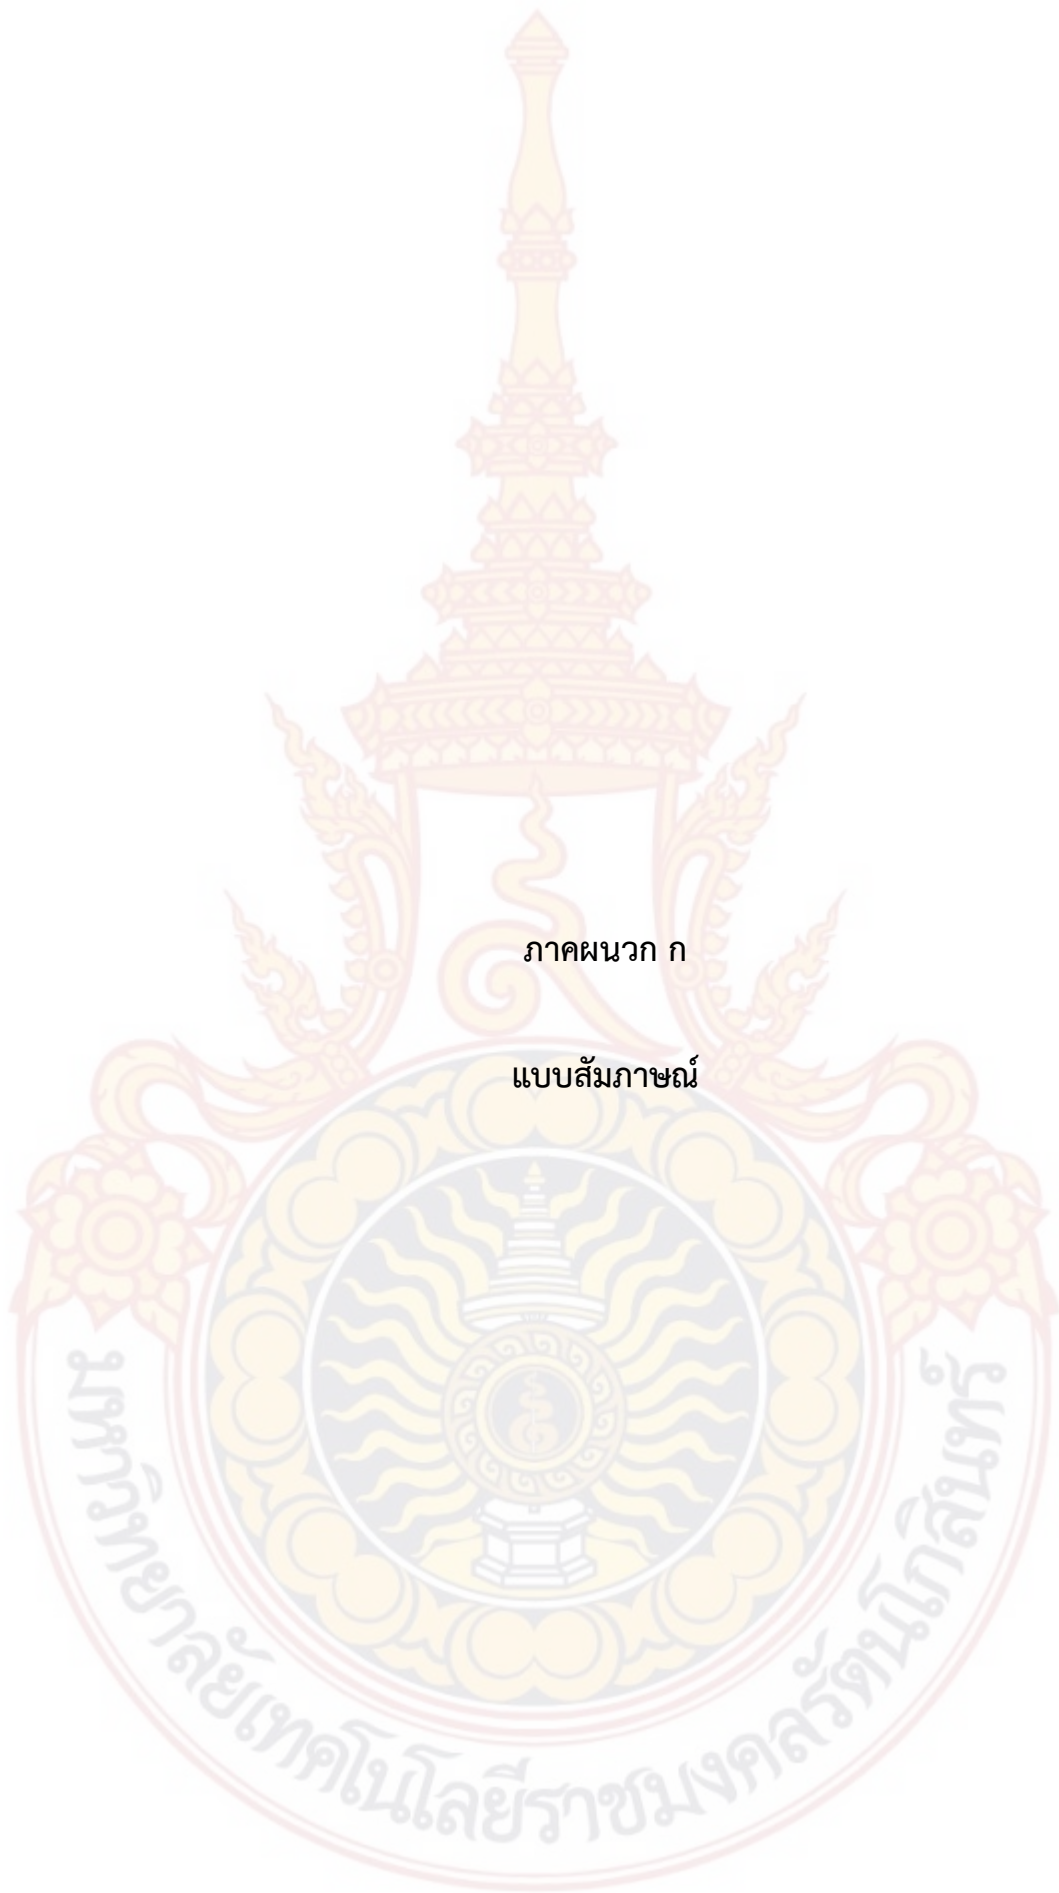 ภาคผนวก ก
แบบสัมภาษณ์
มหาวิทยาลัยเทคโนโลยีราชมงคลรัตนโกสินทร์